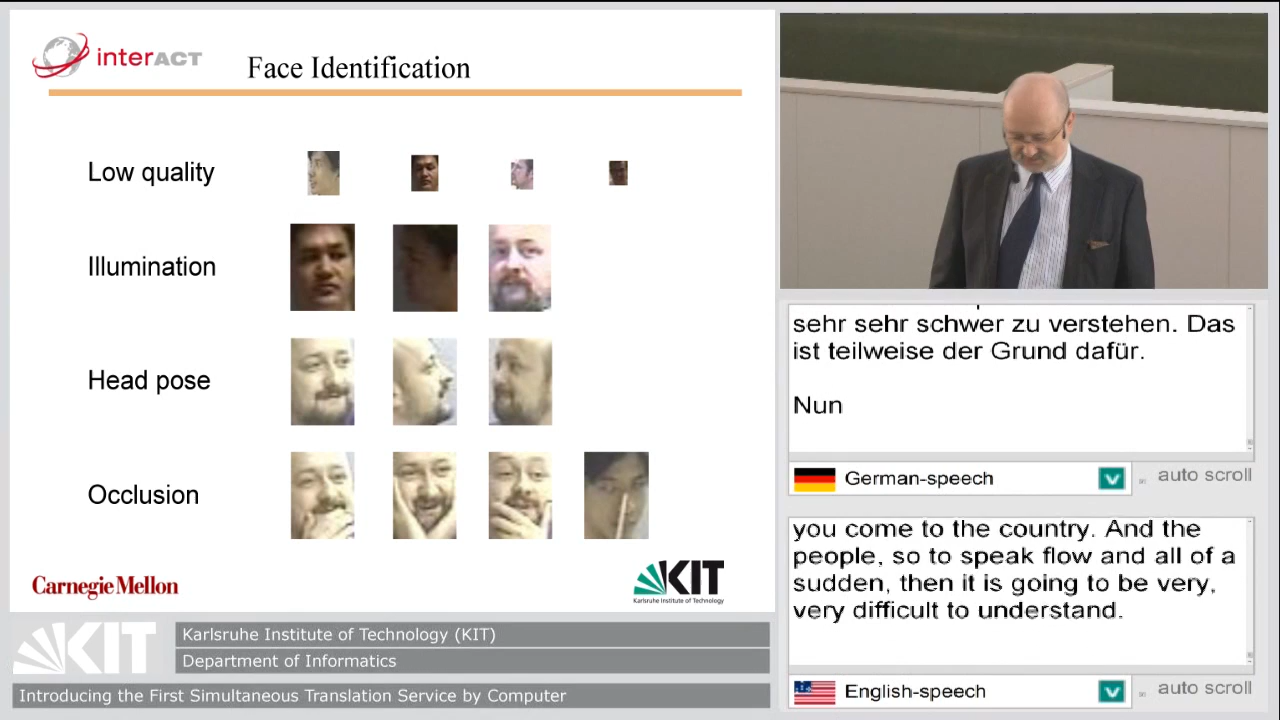 interACT
Face Identification
Low quality
Illumination
Head pose
Occlusion
Carnegie Mellon
KIT
Karlsruhe Institute of Technology
sehr sehr schwer zu verstehen. Das
ist teilweise der Grund dafür.
Nun
German-speech
auto scroll
you come to the country. And the
people, so to speak flow and all of a
sudden, then it is going to be very,
very difficult to understand.
English-speech
auto scroll
KIT
Karlsruhe Institute of Technology (KIT)
Department of Informatics
Introducing the First Simultaneous Translation Service by Computer